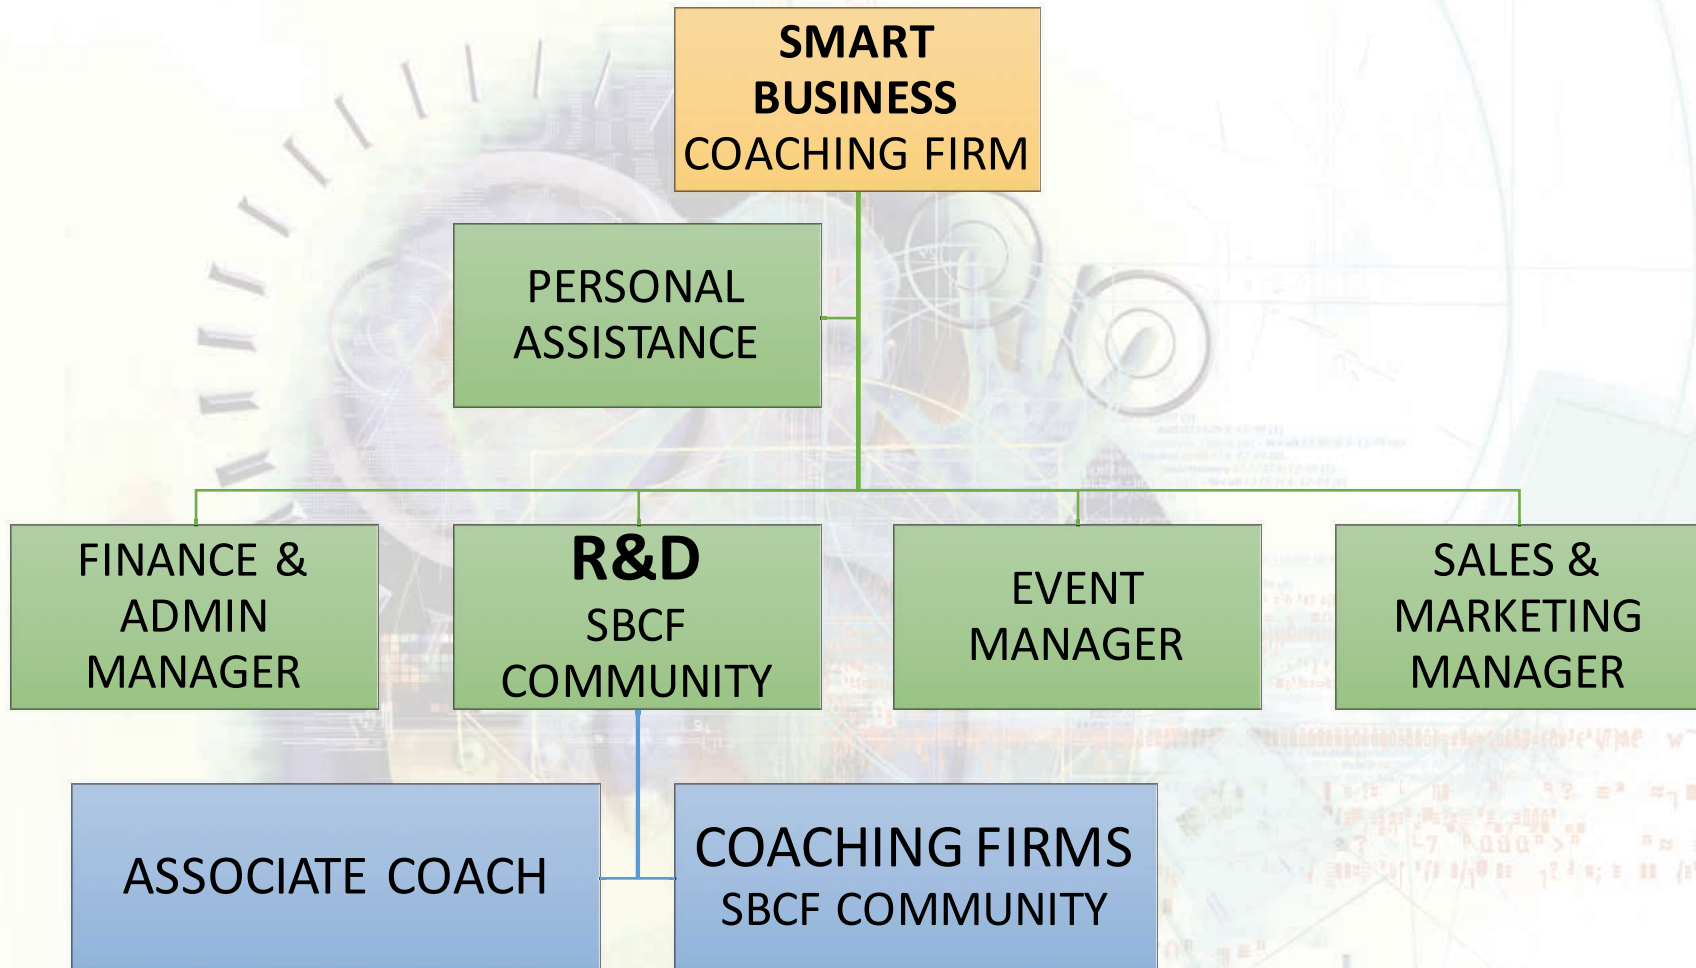 SMART
BUSINESS
COACHING FIRM
PERSONAL
ASSISTANCE
FINANCE &
ADMIN
MANAGER
R&D
SBCF
COMMUNITY
EVENT
MANAGER
SALES &
MARKETING
MANAGER
ASSOCIATE COACH
COACHING FIRMS
SBCF COMMUNITY